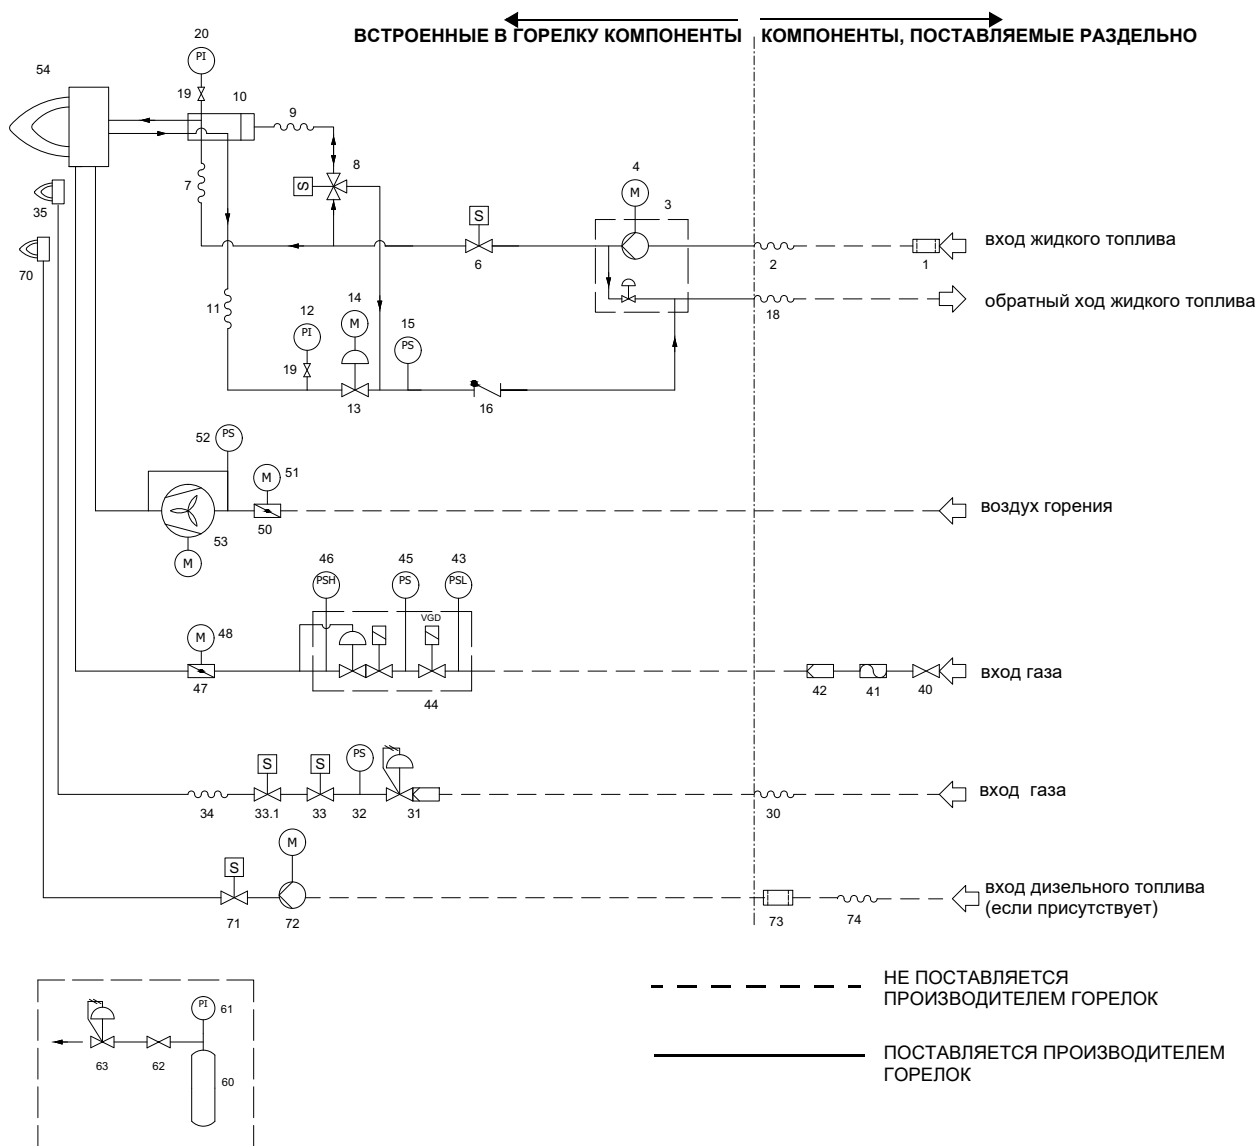 ВСТРОЕННЫЕ В ГОРЕЛКУ КОМПОНЕНТЫ
КОМПОНЕНТЫ, ПОСТАВЛЯЕМЫЕ РАЗДЕЛЬНО
20
PI
54
19
10
9
8
S
7
4
M
3
S
6
2
1
вход жидкого топлива
35
70
11
12
PI
19
14
M
13
15
PS
16
18
обратный ход жидкого топлива
52
PS
M
51
50
53
M
воздух горения
46
PSH
45
PS
43
PSL
VGD
M
48
47
44
42
41
40
вход газа
S
S
PS
34
33.1
33
32
31
30
вход газа
M
S
71
72
73
74
вход дизельного топлива
(если присутствует)
PI
61
63
62
60
НЕ ПОСТАВЛЯЕТСЯ
ПРОИЗВОДИТЕЛЕМ ГОРЕЛОК
ПОСТАВЛЯЕТСЯ ПРОИЗВОДИТЕЛЕМ
ГОРЕЛОК